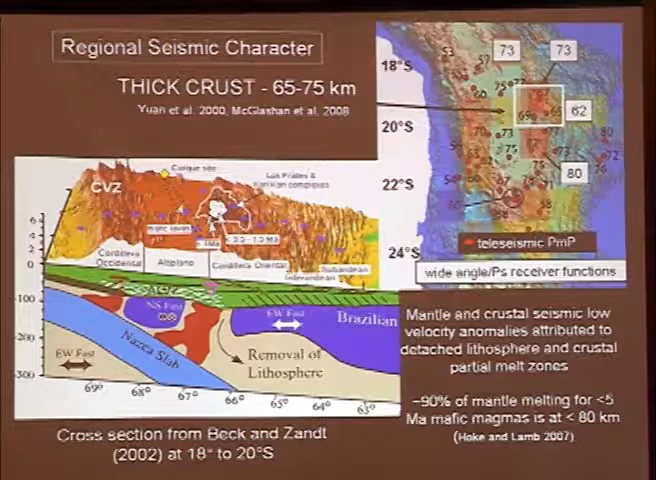 Regional Seismic Character
THICK CRUST - 65-75 km
Yuan et al. 2000, McGlashan et al. 2008
18°S
20°S
22°S
24°S
73
73
62
80
teleseismic PmP
wide angle/Ps receiver functions
CVZ
Los Frailes &
complexes
Cordillera
Occidental
Altiplano
Cordillera Oriental
Subandean
0
-100
-200
-300
NS Fast
EW Fast
Brazilian
Nazca Slab
EW Fast
Removal of
Lithosphere
69°
68°
67°
66°
65°
64°
63°
Mantle and crustal seismic low
velocity anomalies attributed to
detached lithosphere and crustal
partial melt zones
~90% of mantle melting for <5
Ma mafic magmas is at < 80 km
(Hoke and Lamb 2007)
Cross section from Beck and Zandt
(2002) at 18° to 20°S